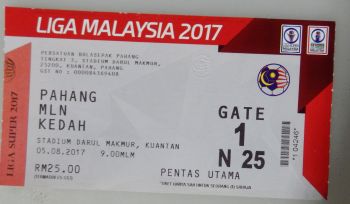 LIGA MALAYSIA 2017
PERSATUAN BOLASEPAK PAHANG
TINGKAT 3, STADIUM DARUL MAKMUR,
25200, KUANTAN, PAHANG
GST NO : 000884369408
LIGA SUPER 2017
PAHANG
MLN
KEDAH
STADIUM DARUL MAKMUR, KUANTAN
05.08.2017 9.00MLM
RM25.00
GATE
1
N 25
PENTAS UTAMA